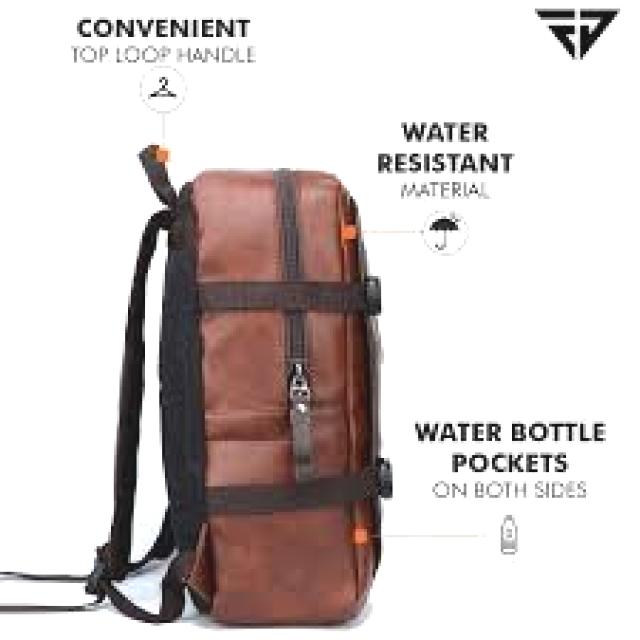 CONVENIENT
TOP LOOP HANDLE
WATER
RESISTANT
MATERIAL
WATER BOTTLE
POCKETS
ON BOTH SIDES